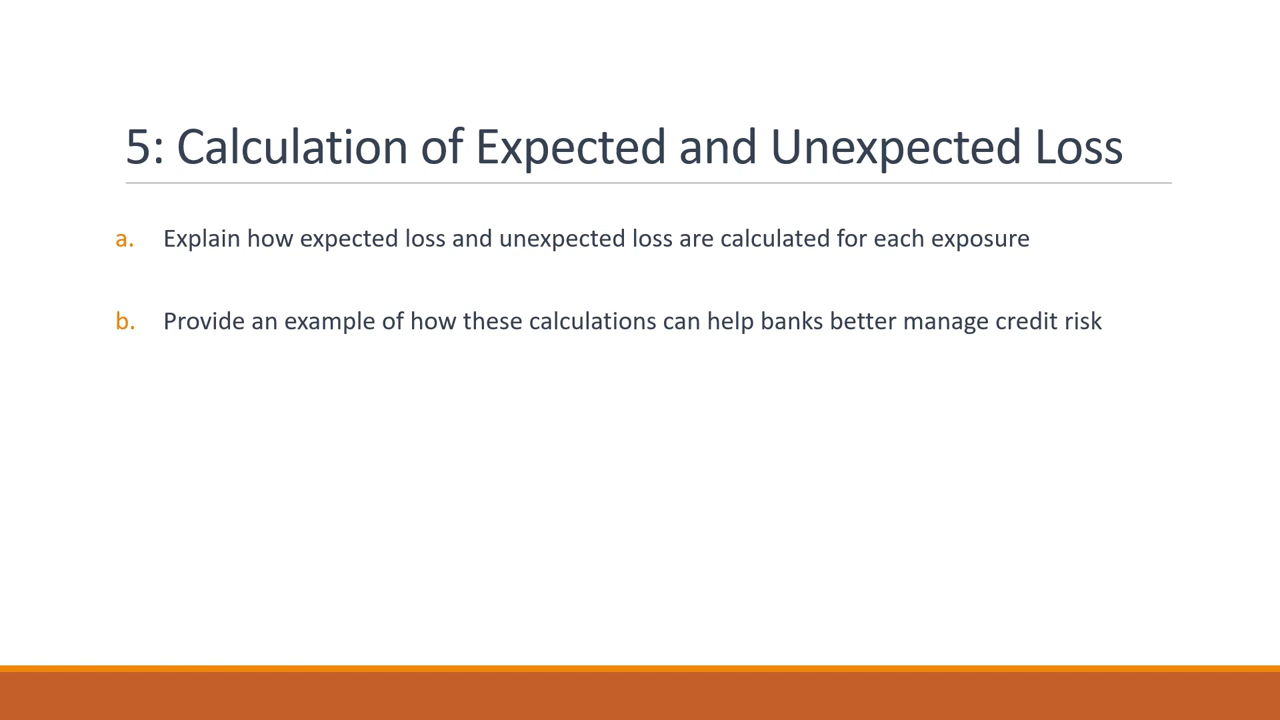 5: Calculation of Expected and Unexpected Loss
a. Explain how expected loss and unexpected loss are calculated for each exposure
b. Provide an example of how these calculations can help banks better manage credit risk